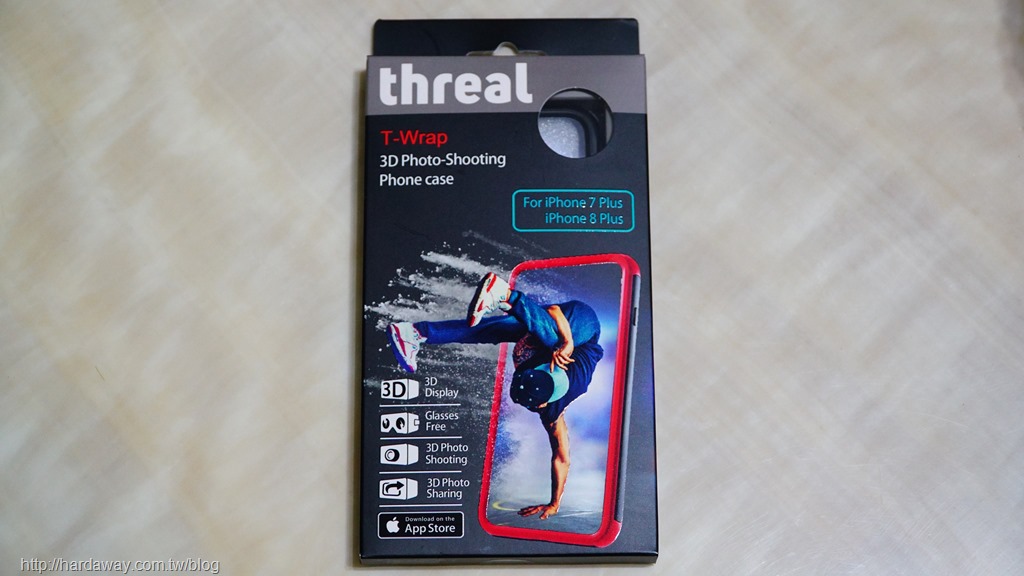 threal
T-Wrap
3D Photo-Shooting
Phone case
For iPhone 7 Plus
iPhone 8 Plus
3D
3D
Display
Glasses
Free
3D Photo
Shooting
3D Photo
Sharing
Download on the
App Store
http://hardaway.com.tw/blog